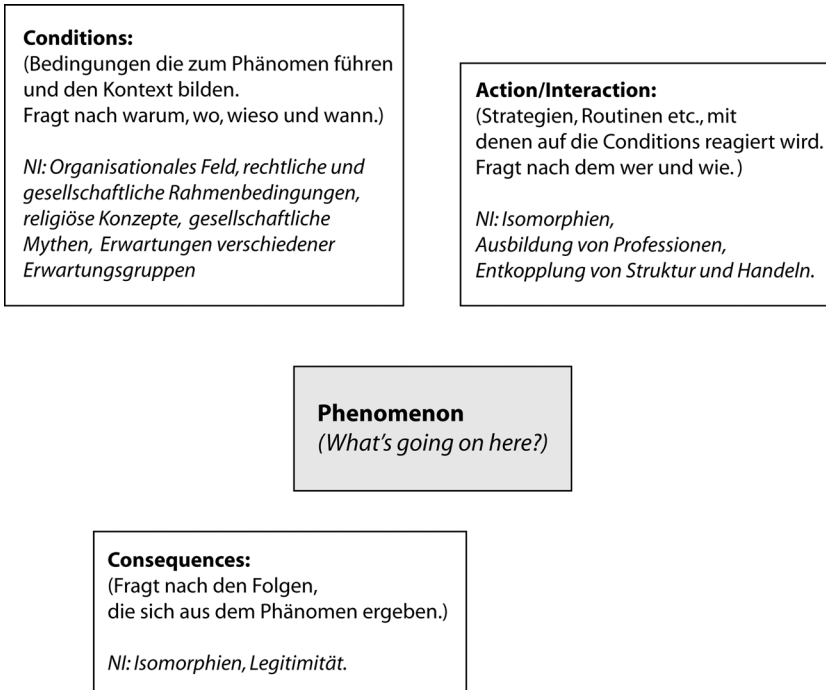 Conditions:
(Bedingungen die zum Phänomen führen
und den Kontext bilden.
Fragt nach warum, wo, wieso und wann.)
NI: Organisationales Feld, rechtliche und
gesellschaftliche Rahmenbedingungen,
religiöse Konzepte, gesellschaftliche
Mythen, Erwartungen verschiedener
Erwartungsgruppen
Action/Interaction:
(Strategien, Routinen etc., mit
denen auf die Conditions reagiert wird.
Fragt nach dem wer und wie.)
NI: Isomorphien,
Ausbildung von Professionen,
Entkopplung von Struktur und Handeln.
Phenomenon
(What's going on here?)
Consequences:
(Fragt nach den Folgen,
die sich aus dem Phänomen ergeben.)
NI: Isomorphien, Legitimität.